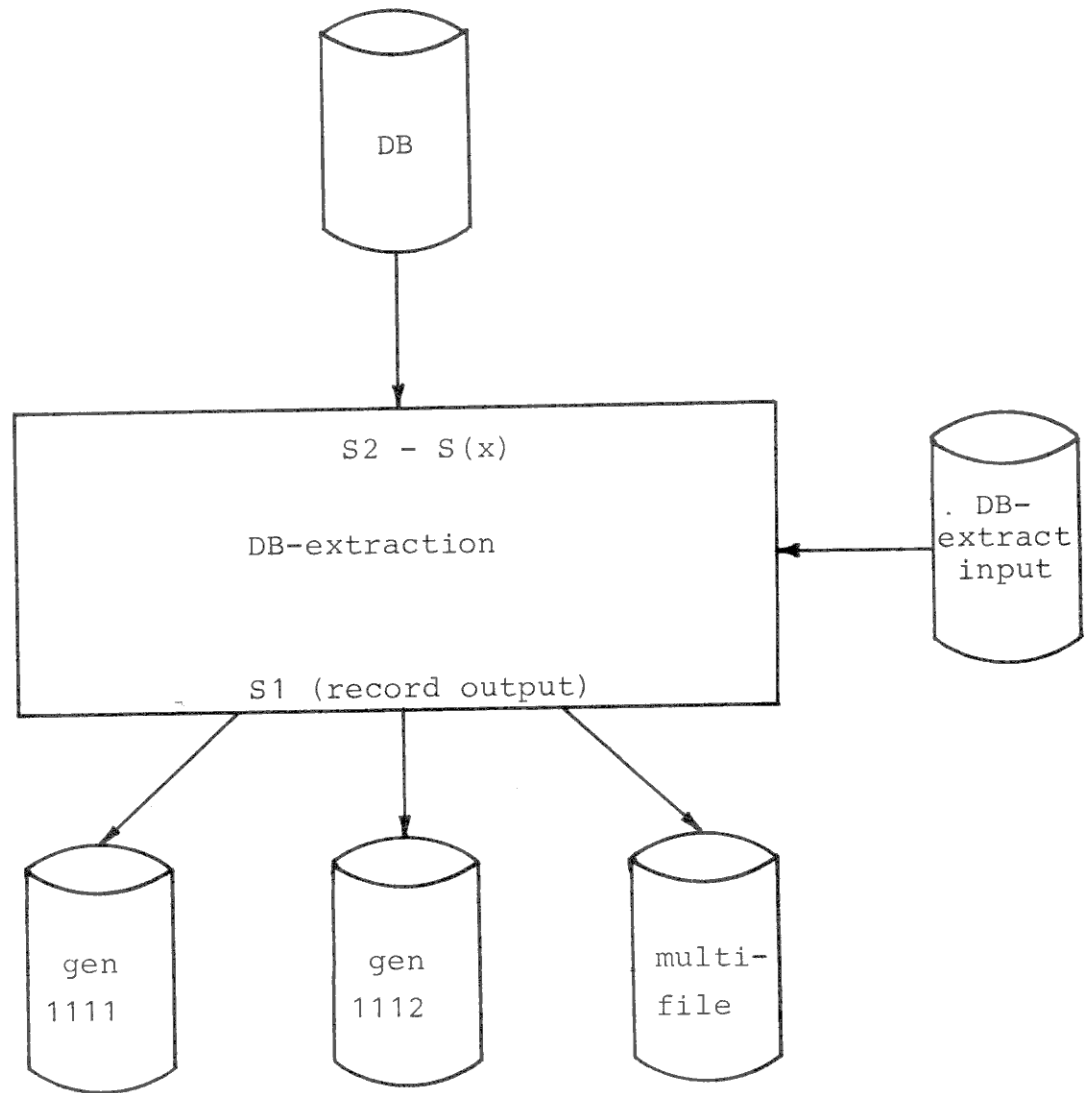 DB
S2 - S(x)
DB-extraction
S1 (record output)
. DB-
extract
input
gen
1111
gen
1112
multi-
file